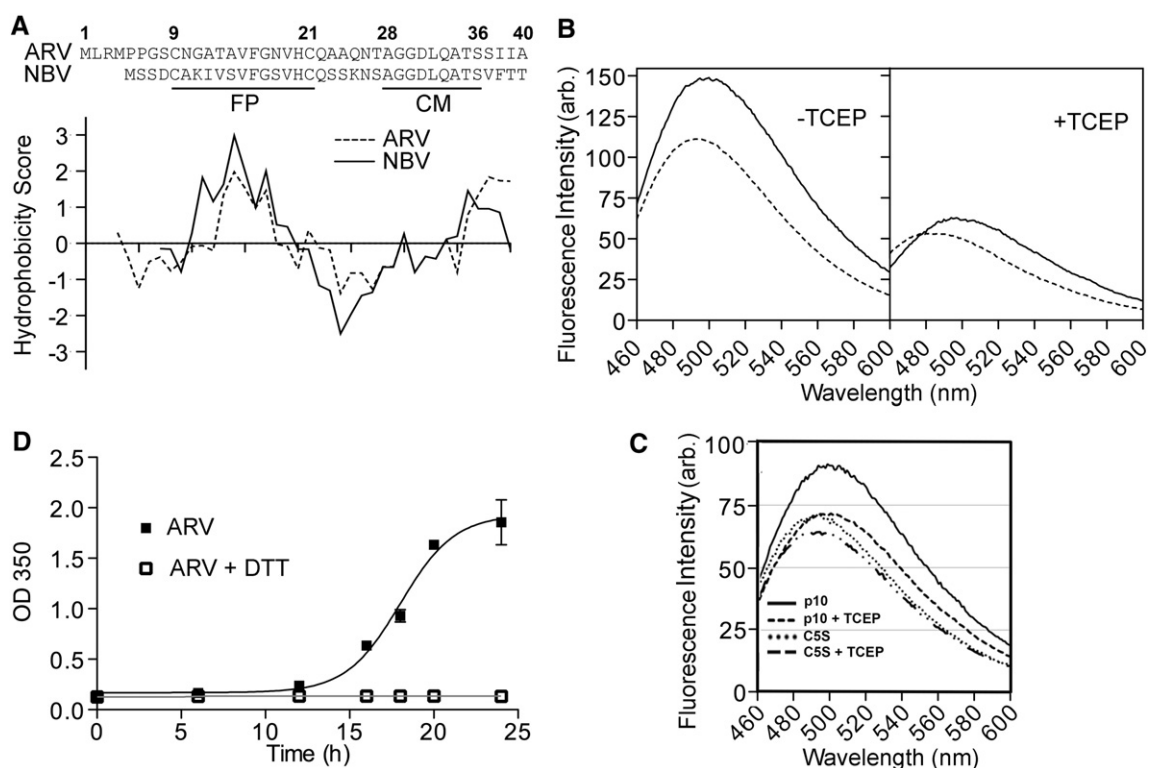 A
1 9 21 28 36 40
ARV MLRMPPGSCNGATAVFGNVHCQAAQNTAGGDLQATSSIIA
NBV MSSDCAKIVSVFGSVHCQSSKNSAGGDLQATSVFTT
FP CM
Hydrophobicity Score
3
2
1
0
-1
-2
-3
ARV
NBV
B
Fluorescence Intensity (arb.)
150
125
100
75
50
25
0
-TCEP
+TCEP
460 480 500 520 540 560 580 600 480 500 520 540 560 580 600
Wavelength (nm)
D
OD 350
2.5
2.0
1.5
1.0
0.5
0.0
ARV
ARV + DTT
0 5 10 15 20 25
Time (h)
C
Fluorescence Intensity (arb.)
100
75
50
25
0
p10
p10 + TCEP
C5S
C5S + TCEP
460 480 500 520 540 560 580 600
Wavelength (nm)